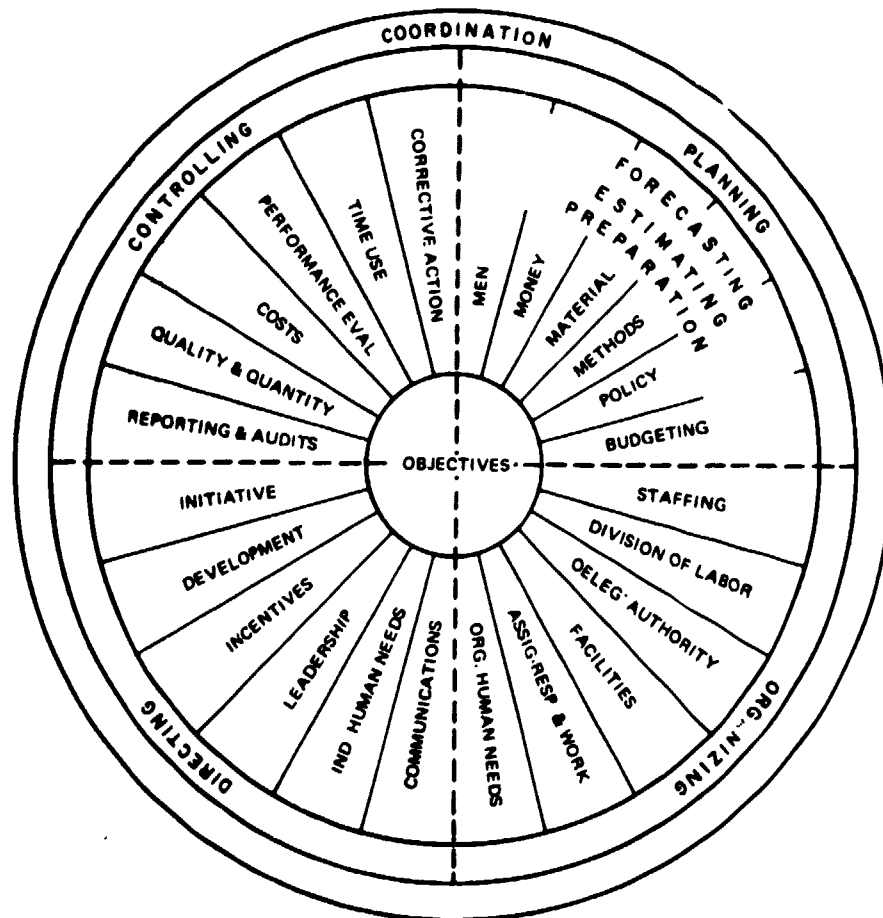 COORDINATION
PLANNING
FORECASTING
ESTIMATING
PREPARATION
MEN
MONEY
MATERIAL
METHODS
POLICY
BUDGETING
ORG NIZING
STAFFING
DIVISION OF LABOR
OELEG· AUTHORITY
FACILITIES
ASSIG-RESP & WORK
ORG. HUMAN NEEDS
DIRECTING
COMMUNICATIONS
IND HUMAN NEEDS
LEADERSHIP
INCENTIVES
DEVELOPMENT
INITIATIVE
CONTROLLING
REPORTING & AUDITS
QUALITY & QUANTITY
COSTS
PERFORMANCE EVAL
TIME USE
CORRECTIVE ACTION
OBJECTIVES